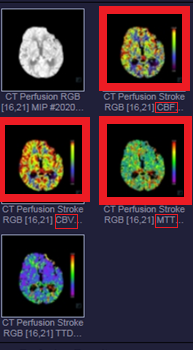 CT Perfusion RGB
[16,21] MIP #2020...
CT Perfusion Stroke
RGB [16,21] CBF...
CT Perfusion Stroke
RGB [16,21] CBV...
CT Perfusion Stroke
RGB [16,21] MTT...
CT Perfusion Stroke
RGB [16,21] TTD...